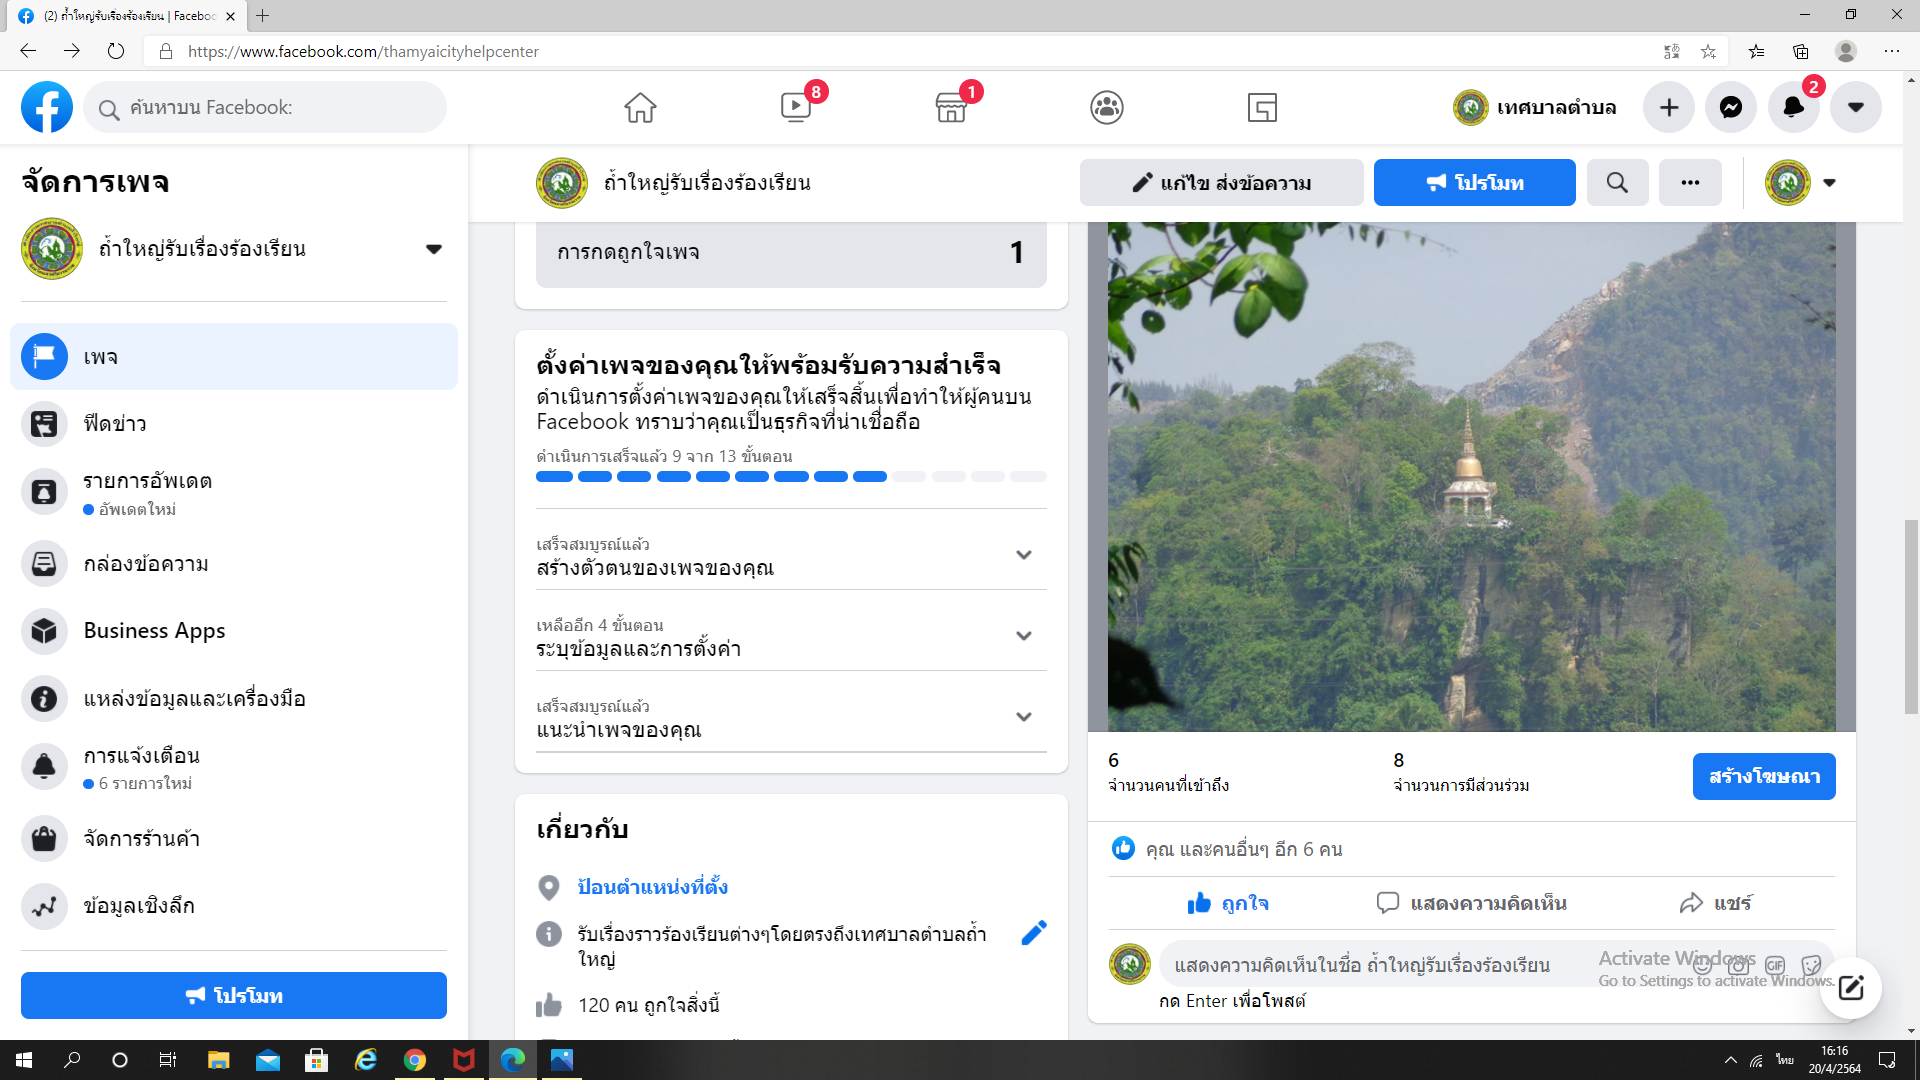 (2) ถ้ำใหญ่รับเรื่องร้องเรียน | Faceboo
https://www.facebook.com/thamyaicityhelpcenter
ค้นหาบน Facebook:
8
1
เทศบาลตำบล
2
จัดการเพจ
ถ้ำใหญ่รับเรื่องร้องเรียน
เพจ
ฟีดข่าว
รายการอัพเดต
อัพเดตใหม่
กล่องข้อความ
Business Apps
แหล่งข้อมูลและเครื่องมือ
การแจ้งเตือน
6 รายการใหม่
จัดการร้านค้า
ข้อมูลเชิงลึก
โปรโมท
ถ้ำใหญ่รับเรื่องร้องเรียน
แก้ไข ส่งข้อความ
โปรโมท
การกดถูกใจเพจ 1
ตั้งค่าเพจของคุณให้พร้อมรับความสำเร็จ
ดำเนินการตั้งค่าเพจของคุณให้เสร็จสิ้นเพื่อทำให้ผู้คนบน
Facebook ทราบว่าคุณเป็นธุรกิจที่น่าเชื่อถือ
ดำเนินการเสร็จแล้ว 9 จาก 13 ขั้นตอน
เสร็จสมบูรณ์แล้ว
สร้างตัวตนของเพจของคุณ
เหลืออีก 4 ขั้นตอน
ระบุข้อมูลและการตั้งค่า
เสร็จสมบูรณ์แล้ว
แนะนำเพจของคุณ
เกี่ยวกับ
ป้อนตำแหน่งที่ตั้ง
รับเรื่องราวร้องเรียนต่างๆโดยตรงถึงเทศบาลตำบลถ้ำ
ใหญ่
120 คน ถูกใจสิ่งนี้
6
จำนวนคนที่เข้าถึง
8
จำนวนการมีส่วนร่วม
สร้างโฆษณา
คุณ และคนอื่นๆ อีก 6 คน
ถูกใจ
แสดงความคิดเห็น
แชร์
แสดงความคิดเห็นในชื่อ ถ้ำใหญ่รับเรื่องร้องเรียน
กด Enter เพื่อโพสต์
GIF
Activate Windows
Go to Settings to activate Windows.
ไทย
16:16
20/4/2564